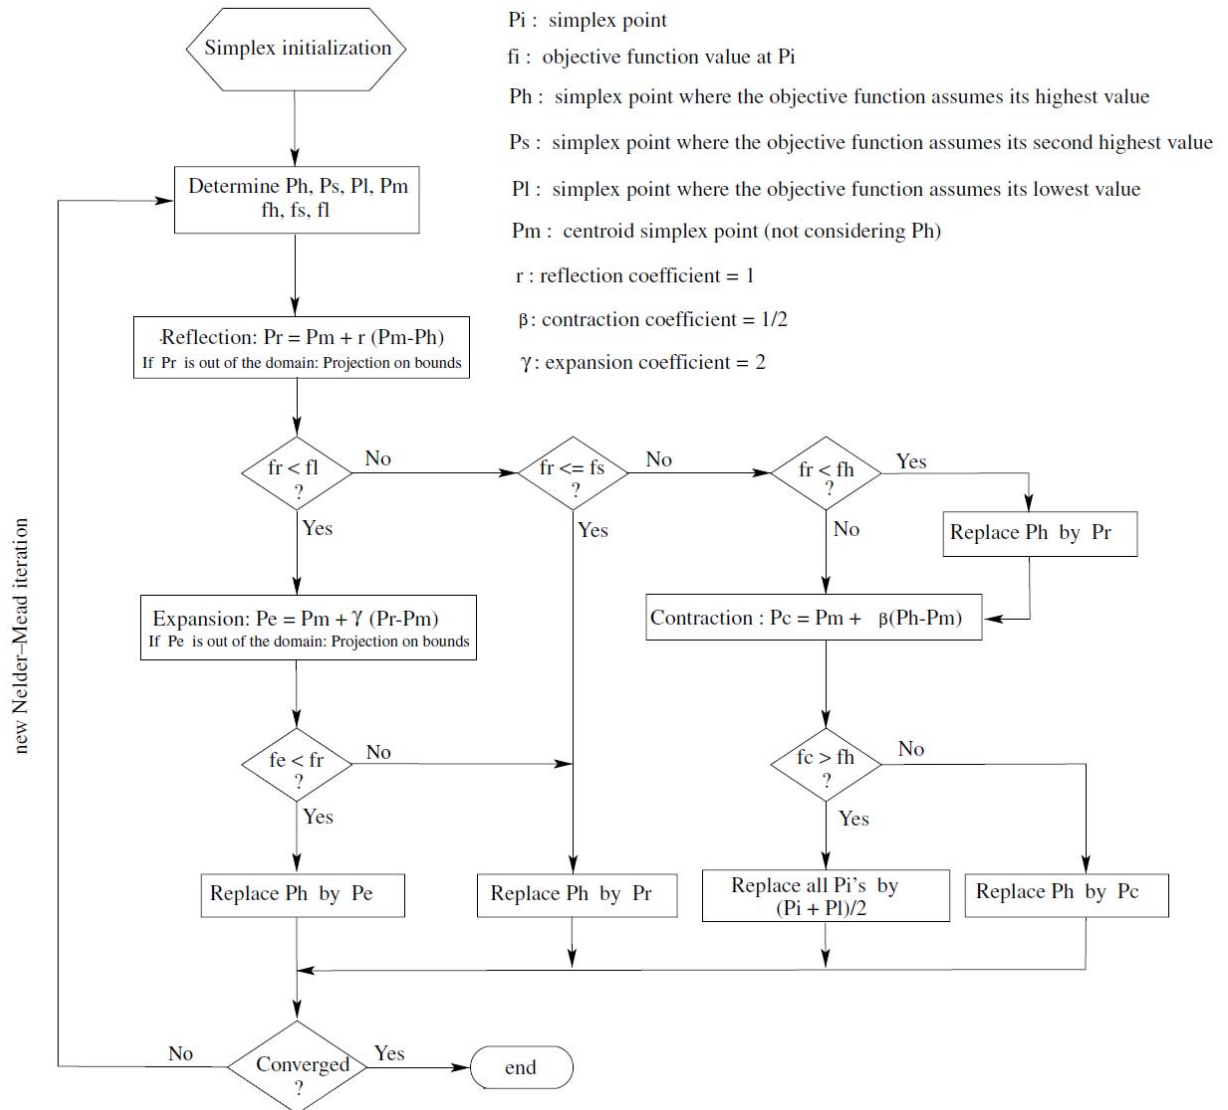 Simplex initialization
Pi : simplex point
fi : objective function value at Pi
Ph : simplex point where the objective function assumes its highest value
Ps : simplex point where the objective function assumes its second highest value
Pl : simplex point where the objective function assumes its lowest value
Pm : centroid simplex point (not considering Ph)
r : reflection coefficient = 1
β: contraction coefficient = 1/2
γ: expansion coefficient = 2
Determine Ph, Ps, Pl, Pm
fh, fs, fl
Reflection: Pr = Pm + r (Pm-Ph)
If Pr is out of the domain: Projection on bounds
fr < fl
?
No
Yes
fr <= fs
?
No
Yes
fr < fh
?
Yes
No
Replace Ph by Pr
Expansion: Pe = Pm + γ (Pr-Pm)
If Pe is out of the domain: Projection on bounds
Contraction : Pc = Pm + β(Ph-Pm)
fe < fr
?
No
Yes
fc > fh
?
No
Yes
Replace Ph by Pe
Replace Ph by Pr
Replace all Pi's by
(Pi + Pl)/2
Replace Ph by Pc
Converged
?
No
Yes
end
new Nelder–Mead iteration